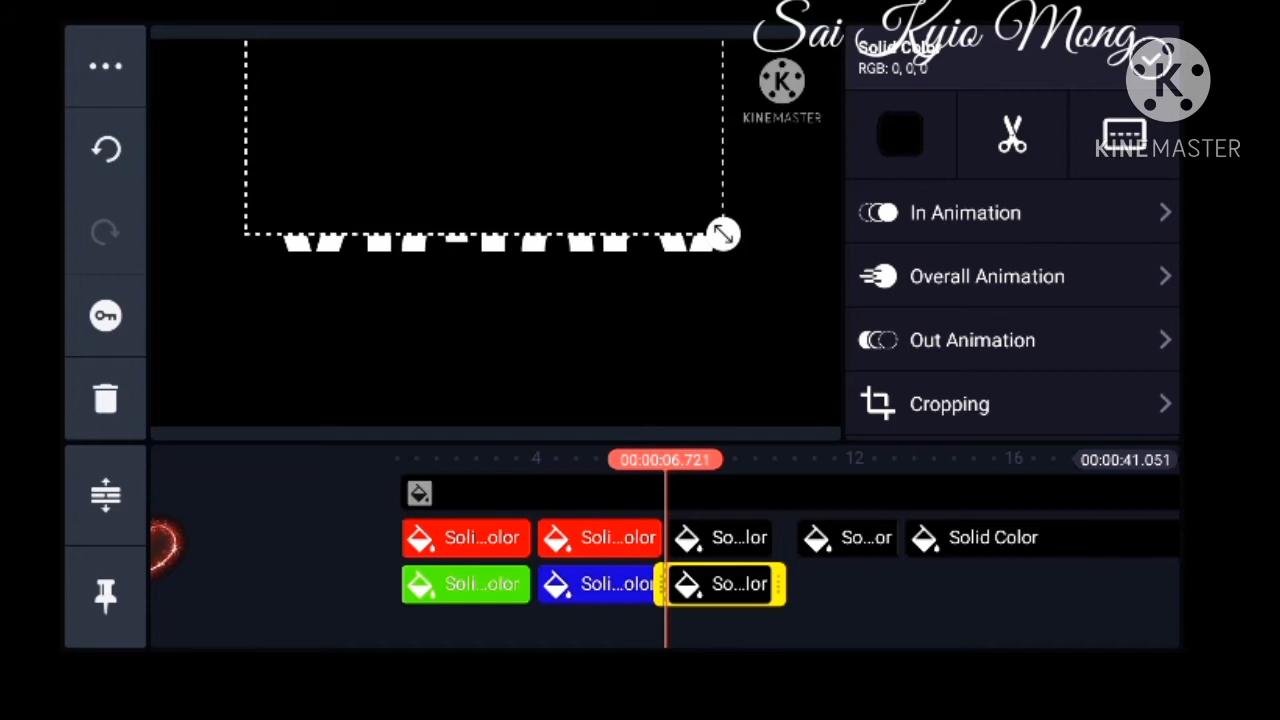 Sai Kyio Mong
Solid Color
RGB: 0, 0, 0
KINEMASTER
KINEMASTER
In Animation
Overall Animation
Out Animation
Cropping
4
00:00:06.721
12
16
00:00:41.051
Soli...olor
Soli...olor
So...lor
So...or
Solid Color
Soli...olor
Soli...olor
So...lor